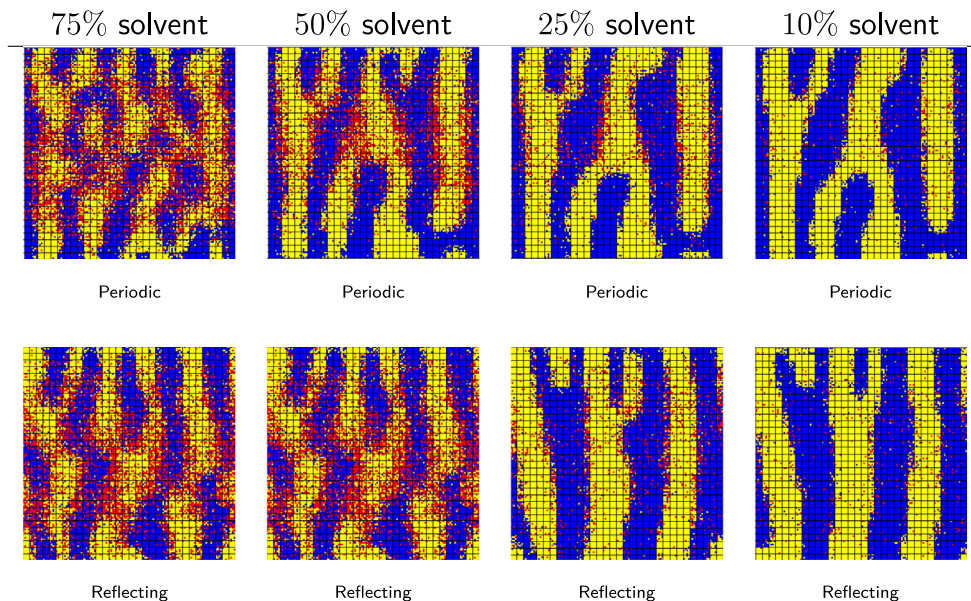 75% solvent 50% solvent 25% solvent 10% solvent
Periodic Periodic Periodic Periodic
Reflecting Reflecting Reflecting Reflecting